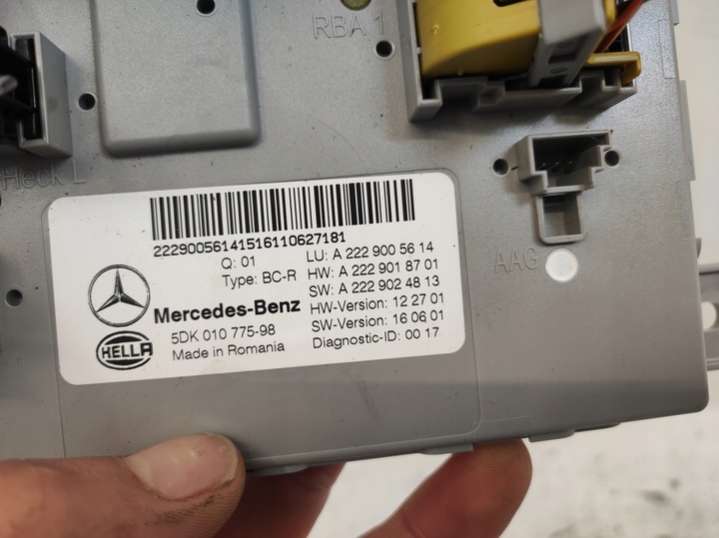 RBA 1
Heck L
22290056141516110627181
Q: 01
Type: BC-R
LU: A 222 900 56 14
HW: A 222 901 87 01
SW: A 222 902 48 13
Mercedes-Benz
HW-Version: 12 27 01
SW-Version: 16 06 01
Diagnostic-ID: 00 17
5DK 010 775-98
HELLA
Made in Romania
AAG